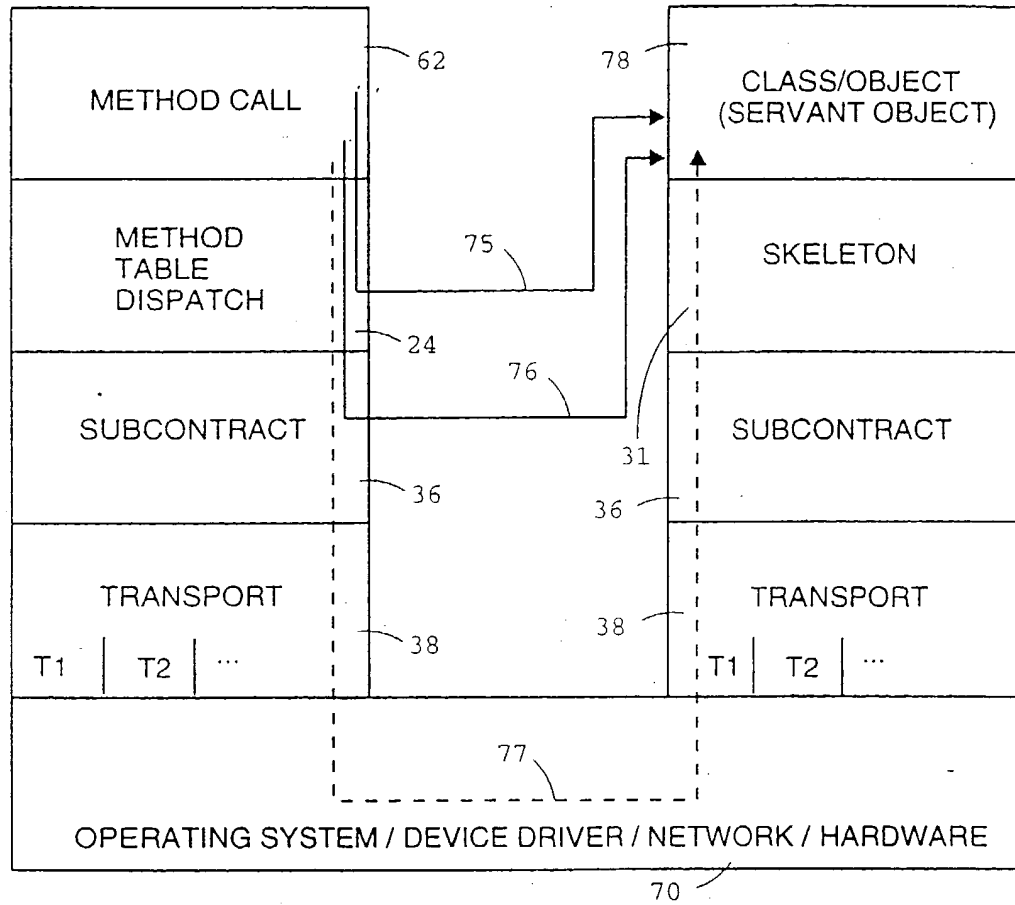 62
78
METHOD CALL
CLASS/OBJECT
(SERVANT OBJECT)
METHOD
TABLE
DISPATCH
75
SKELETON
24
76
SUBCONTRACT
SUBCONTRACT
31
36
36
TRANSPORT
TRANSPORT
38
38
T1 T2 ...
T1 T2 ...
77
OPERATING SYSTEM / DEVICE DRIVER / NETWORK / HARDWARE
70